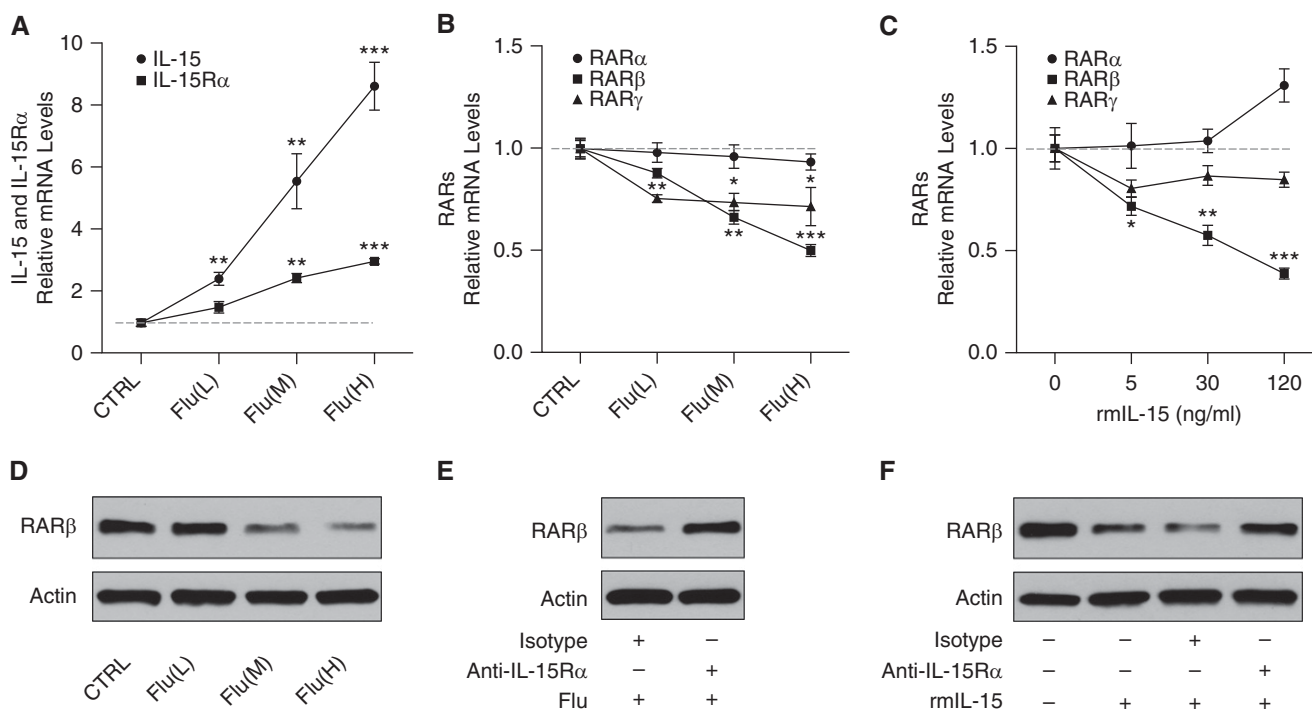 A
IL-15 and IL-15Rα
Relative mRNA Levels
10
8
6
4
2
0
IL-15
IL-15Rα
**
**
***
**
***
CTRL
Flu(L)
Flu(M)
Flu(H)
B
RARs
Relative mRNA Levels
1.5
1.0
0.5
0.0
RARα
RARβ
RARγ
**
*
**
*
***
CTRL
Flu(L)
Flu(M)
Flu(H)
C
RARs
Relative mRNA Levels
1.5
1.0
0.5
0.0
RARα
RARβ
RARγ
*
**
***
0 5 30 120
rmIL-15 (ng/ml)
D
RARβ
Actin
CTRL
Flu(L)
Flu(M)
Flu(H)
E
RARβ
Actin
Isotype + –
Anti-IL-15Rα – +
Flu + +
F
RARβ
Actin
Isotype – – + –
Anti-IL-15Rα – – – +
rmIL-15 – + + +